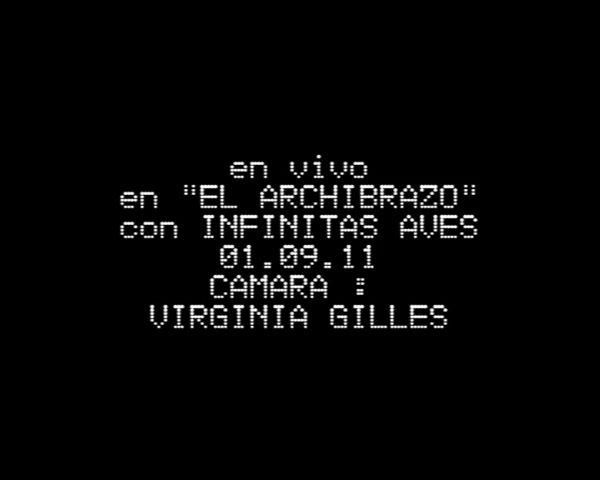 en vivo
en "EL ARCHIBRAZO"
con INFINITAS AVES
01.09.11
CAMARA :
VIRGINIA GILLES